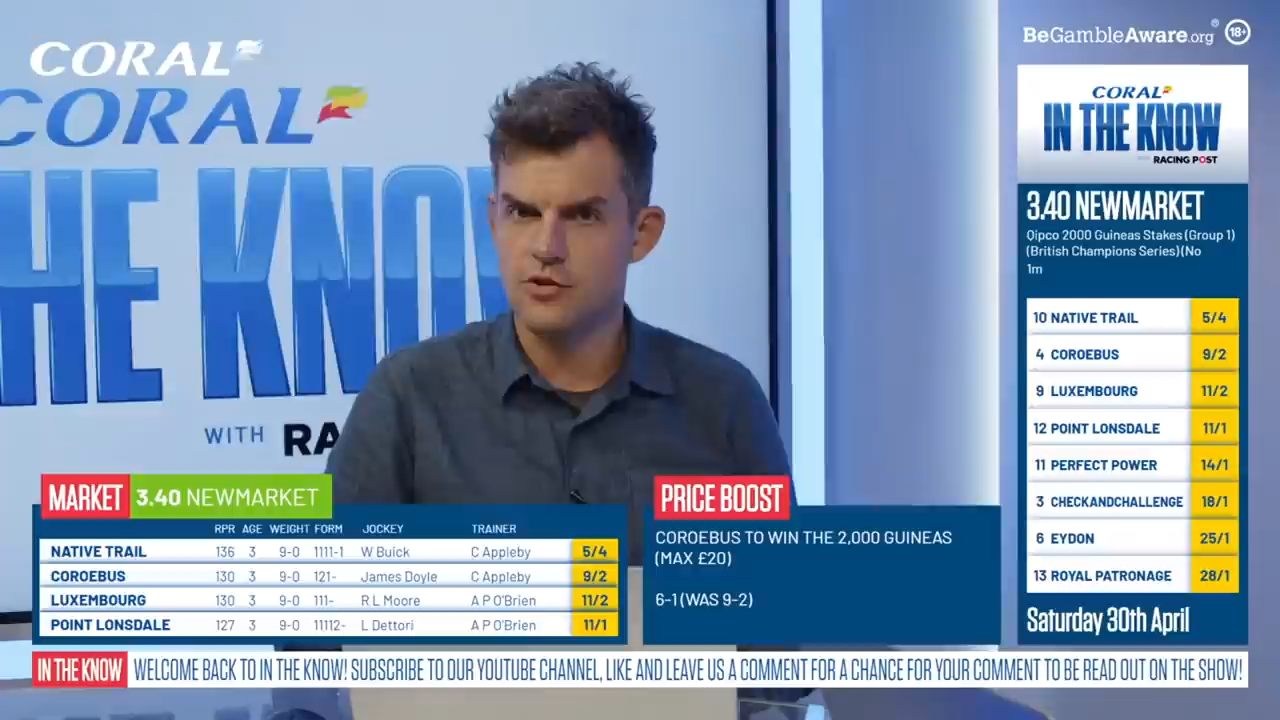 CORAL
CORAL
THE KNOW
WITH RA
BeGambleAware.org® 18+
CORAL
IN THE KNOW
WITH RACING POST
3.40 NEWMARKET
Qipco 2000 Guineas Stakes (Group 1)
(British Champions Series) (No
1m
10 NATIVE TRAIL 5/4
4 COROEBUS 9/2
9 LUXEMBOURG 11/2
12 POINT LONSDALE 11/1
11 PERFECT POWER 14/1
3 CHECKANDCHALLENGE 18/1
6 EYDON 25/1
13 ROYAL PATRONAGE 28/1
Saturday 30th April
MARKET 3.40 NEWMARKET
RPR AGE WEIGHT FORM JOCKEY TRAINER
NATIVE TRAIL 136 3 9-0 1111-1 W Buick C Appleby 5/4
COROEBUS 130 3 9-0 121- James Doyle C Appleby 9/2
LUXEMBOURG 130 3 9-0 111- R L Moore A P O'Brien 11/2
POINT LONSDALE 127 3 9-0 11112- L Dettori A P O'Brien 11/1
PRICE BOOST
COROEBUS TO WIN THE 2,000 GUINEAS
(MAX £20)
6-1 (WAS 9-2)
IN THE KNOW WELCOME BACK TO IN THE KNOW! SUBSCRIBE TO OUR YOUTUBE CHANNEL, LIKE AND LEAVE US A COMMENT FOR A CHANCE FOR YOUR COMMENT TO BE READ OUT ON THE SHOW!